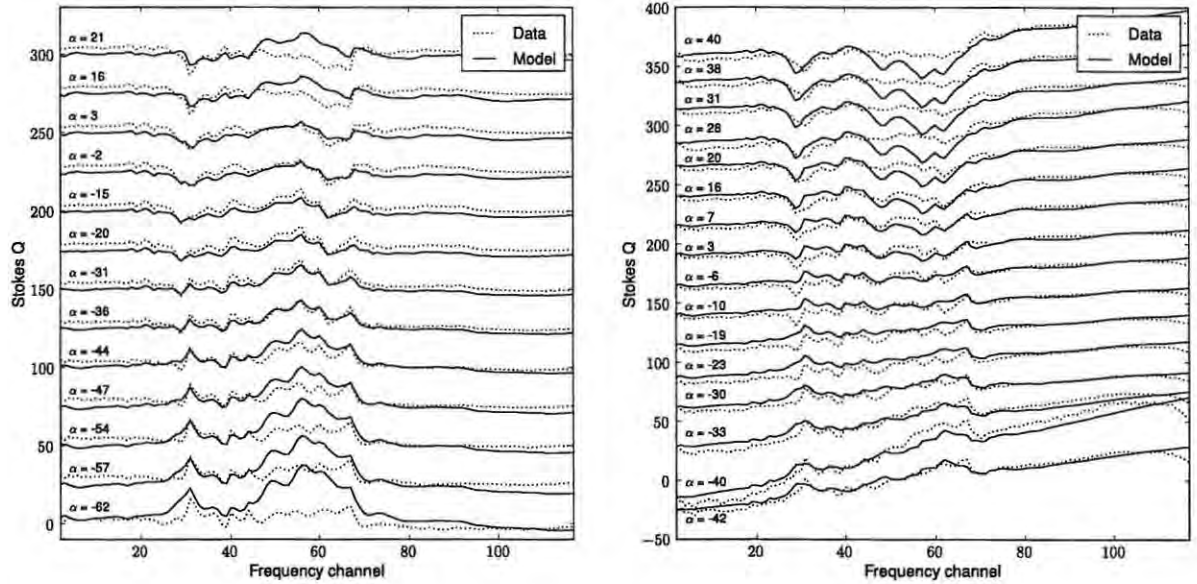 Stokes Q
300
250
200
150
100
50
0
α = 21
α = 16
α = 3
α = -2
α = -15
α = -20
α = -31
α = -36
α = -44
α = -47
α = -54
α = -57
α = -62
Data
Model
20
40
60
80
100
Frequency channel
Stokes Q
400
350
300
250
200
150
100
50
0
−50
α = 40
α = 38
α = 31
α = 28
α = 20
α = 16
α = 7
α = 3
α = -6
α = -10
α = -19
α = -23
α = -30
α = -33
α = -40
α = -42
Data
Model
20
40
60
80
100
Frequency channel